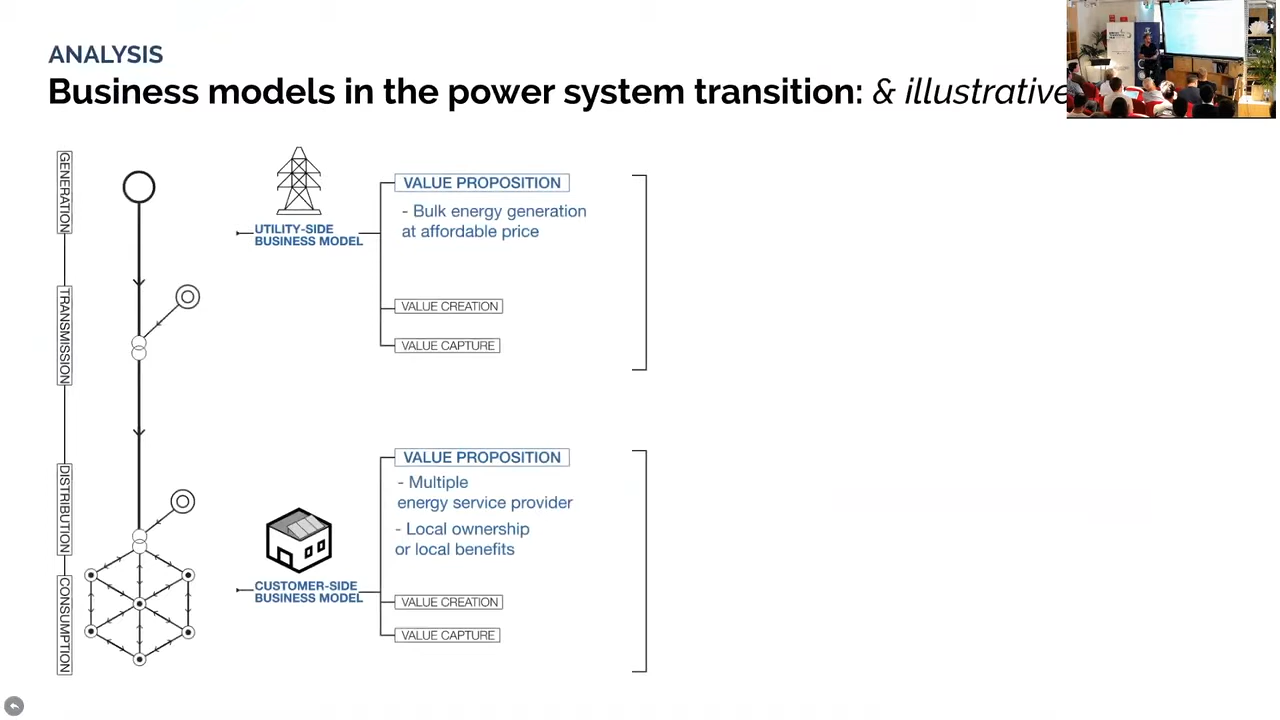 ANALYSIS
Business models in the power system transition: & illustrative
GENERATION
TRANSMISSION
DISTRIBUTION
CONSUMPTION
UTILITY-SIDE
BUSINESS MODEL
VALUE PROPOSITION
- Bulk energy generation
at affordable price
VALUE CREATION
VALUE CAPTURE
CUSTOMER-SIDE
BUSINESS MODEL
VALUE PROPOSITION
- Multiple
energy service provider
- Local ownership
or local benefits
VALUE CREATION
VALUE CAPTURE